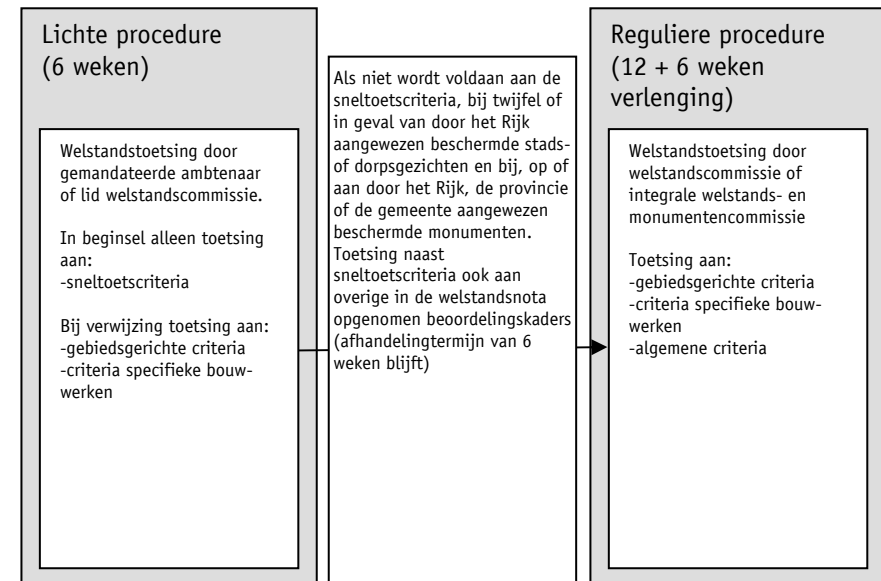 Lichte procedure
(6 weken)
Welstandstoetsing door
gemandateerde ambtenaar
of lid welstandscommissie.
In beginsel alleen toetsing
aan:
-sneltoetscriteria
Bij verwijzing toetsing aan:
-gebiedsgerichte criteria
-criteria specifieke bouw-
werken
Als niet wordt voldaan aan de
sneltoetscriteria, bij twijfel of
in geval van door het Rijk
aangewezen beschermde stads-
of dorpsgezichten en bij, op of
aan door het Rijk, de provincie
of de gemeente aangewezen
beschermde monumenten.
Toetsing naast
sneltoetscriteria ook aan
overige in de welstandsnota
opgenomen beoordelingskaders
(afhandelingtermijn van 6
weken blijft)
Reguliere procedure
(12 + 6 weken
verlenging)
Welstandstoetsing door
welstandscommissie of
integrale welstands- en
monumentencommissie
Toetsing aan:
-gebiedsgerichte criteria
-criteria specifieke bouw-
werken
-algemene criteria